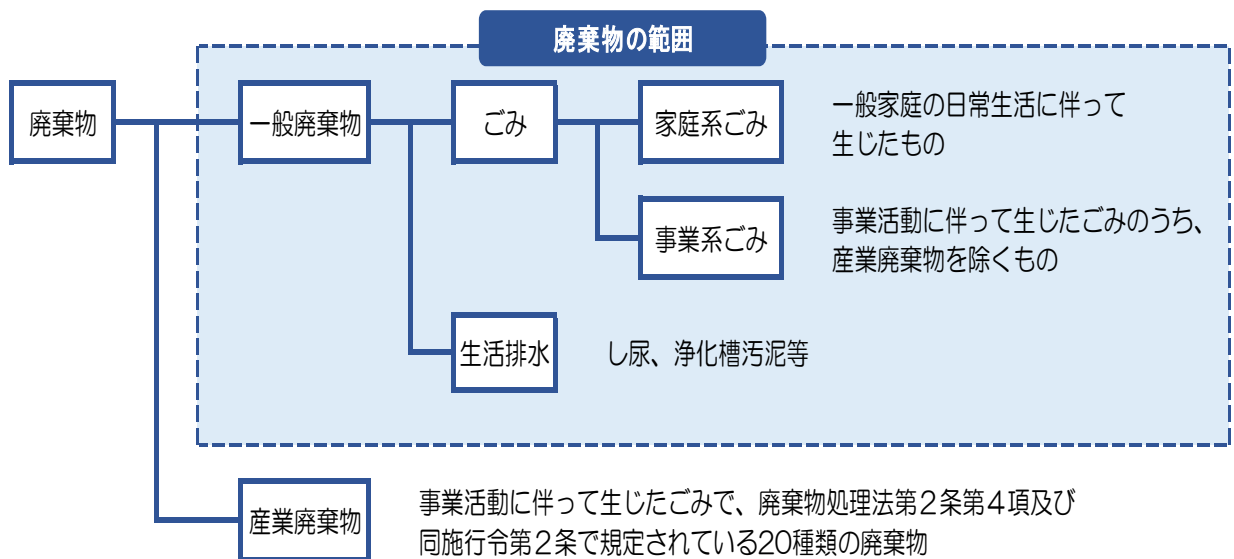 廃棄物の範囲
廃棄物
一般廃棄物
ごみ
家庭系ごみ
一般家庭の日常生活に伴って
生じたもの
事業系ごみ
事業活動に伴って生じたごみのうち、
産業廃棄物を除くもの
生活排水
し尿、浄化槽汚泥等
産業廃棄物
事業活動に伴って生じたごみで、廃棄物処理法第2条第4項及び
同施行令第2条で規定されている20種類の廃棄物